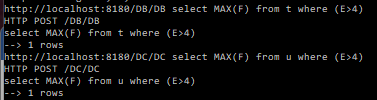 http://localhost:8180/DB/DB select MAX(F) from t where (E>4)
HTTP POST /DB/DB
select MAX(F) from t where (E>4)
--> 1 rows
http://localhost:8180/DC/DC select MAX(F) from u where (E>4)
HTTP POST /DC/DC
select MAX(F) from u where (E>4)
--> 1 rows